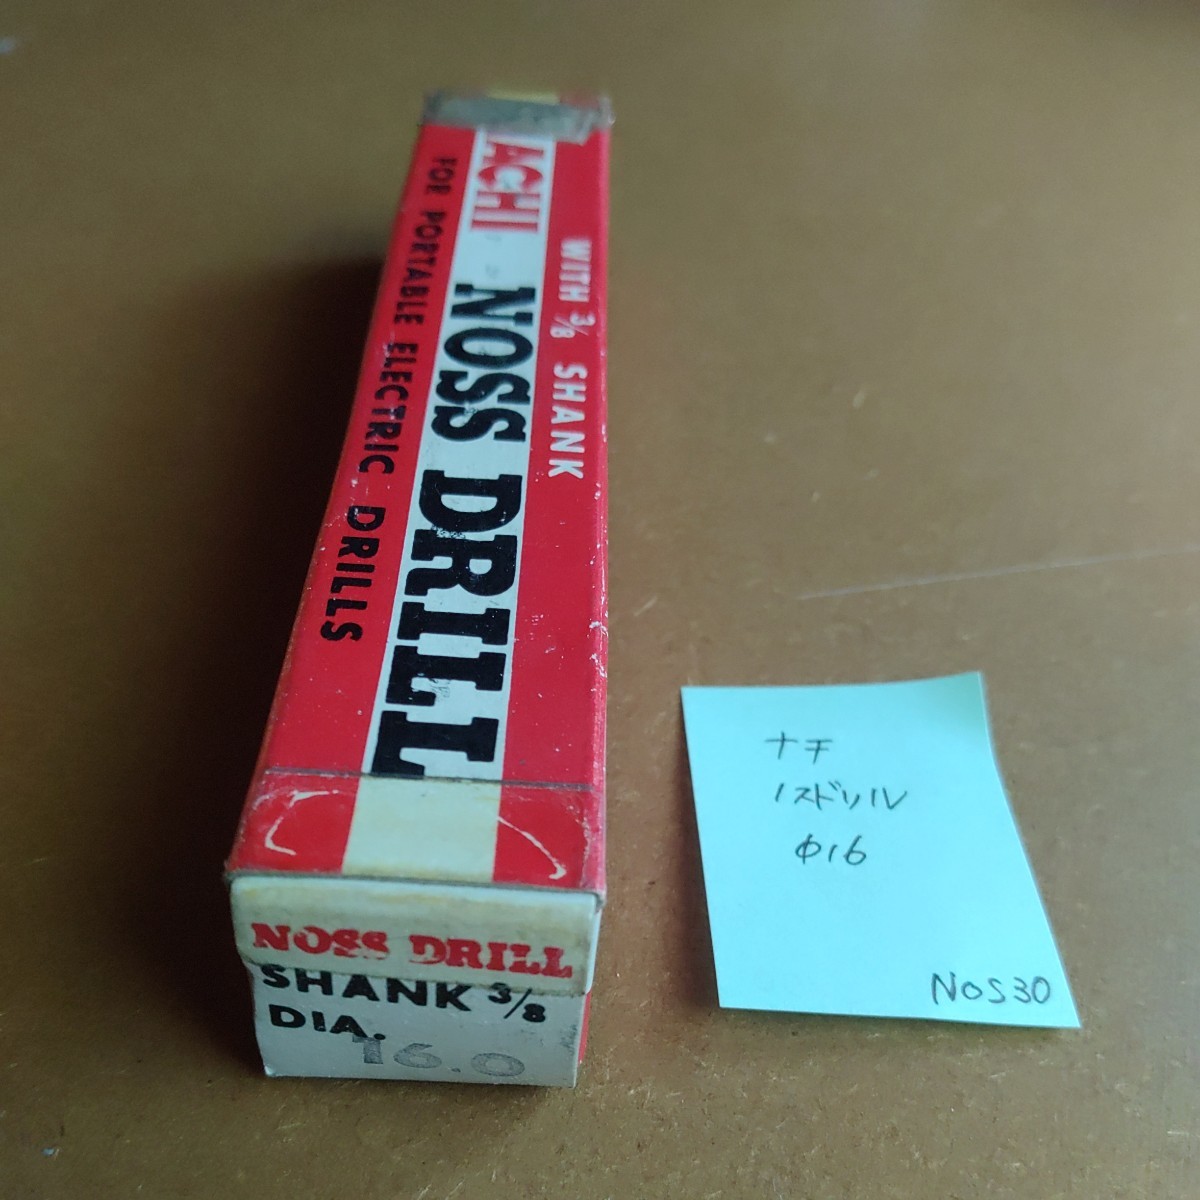 ACHI NOSS DRILL
WITH 3/8 SHANK
FOR PORTABLE ELECTRIC DRILLS
NOSS DRILL
SHANK 3/8
DIA.
16.0
ナチ
ノスドリル
φ16
NOS30